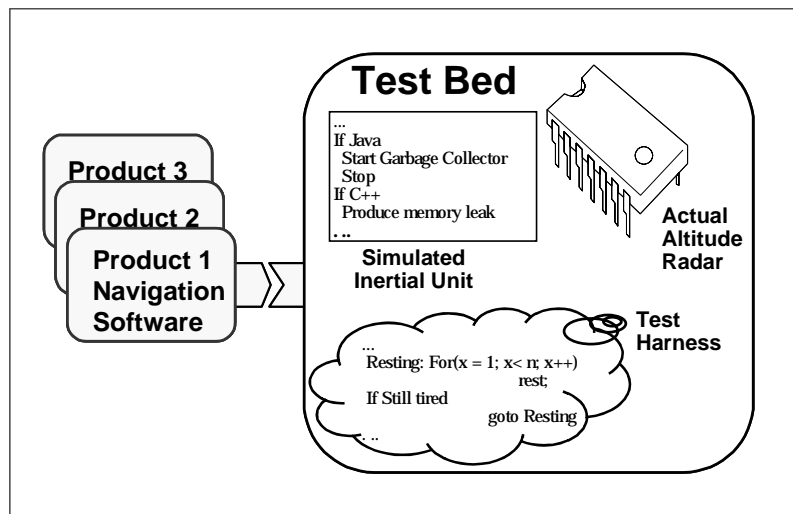 Test Bed
...
If Java
Start Garbage Collector
Stop
If C++
Produce memory leak
. ..
Simulated
Inertial Unit
Actual
Altitude
Radar
Product 3
Product 2
Product 1
Navigation
Software
Test
Harness
...
Resting: For(x = 1; x< n; x++)
rest;
If Still tired
goto Resting
. ..